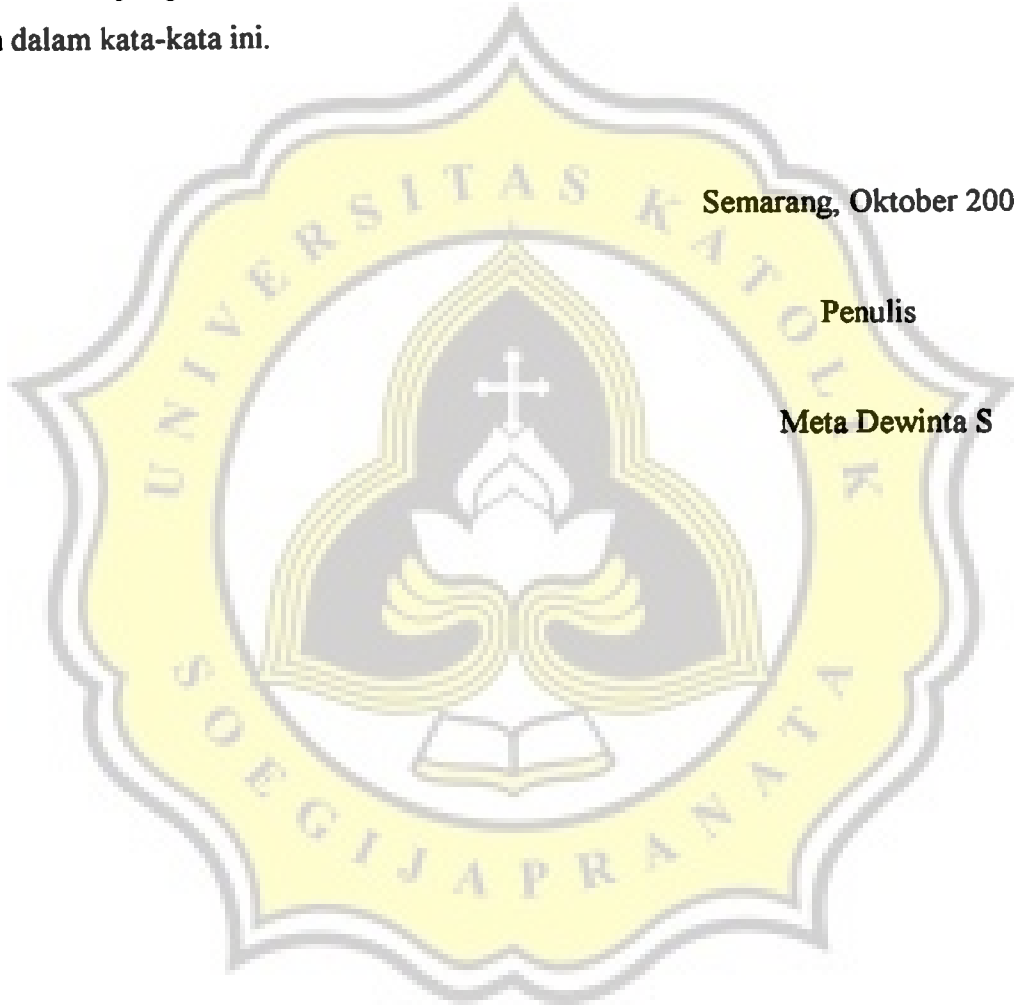 dalam kata-kata ini.
Semarang, Oktober 200
Penulis
Meta Dewinta S
UNIVERSITAS KATOLIK
SOEGIJAPRANATA